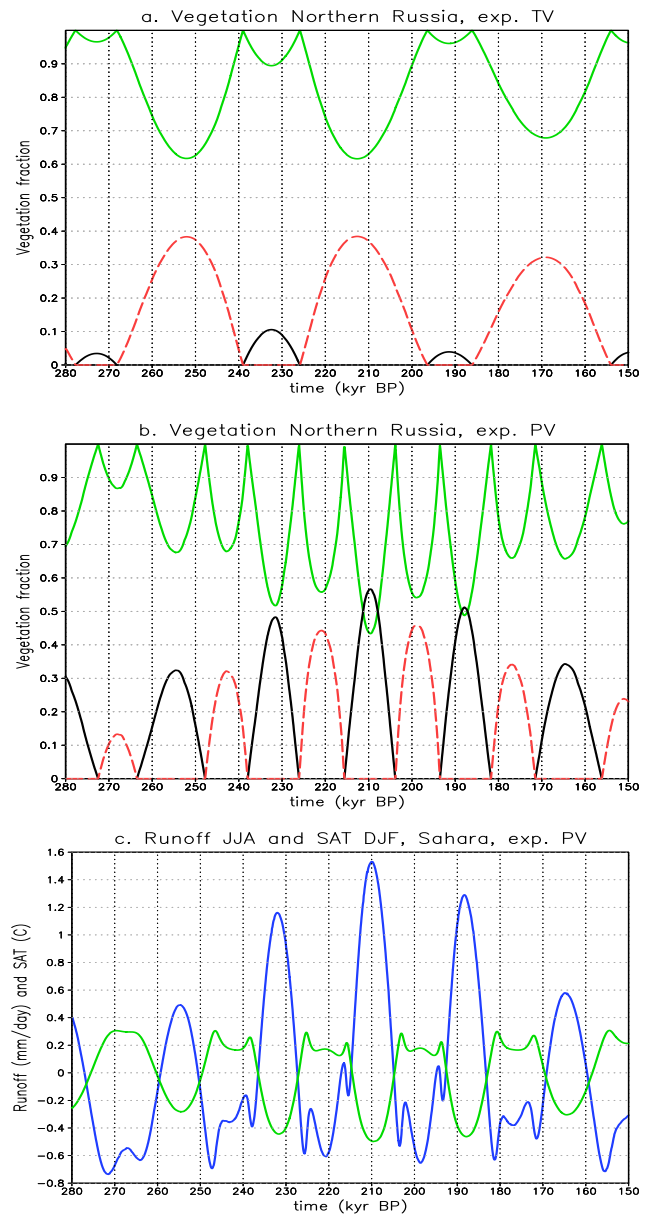 a. Vegetation Northern Russia, exp. TV
Vegetation fraction
0.9
0.8
0.7
0.6
0.5
0.4
0.3
0.2
0.1
0
280 270 260 240 230 220 210 200 190 180 170 160 150
time (kyr BP)
b. Vegetation Northern Russia, exp. PV
Vegetation fraction
0.9
0.8
0.7
0.6
0.5
0.4
0.3
0.2
0.1
0
280 270 260 250 240 230 220 210 200 190 180 170 160 150
time (kyr BP)
c. Runoff JJA and SAT DJF, Sahara, exp. PV
Runoff (mm/day) and SAT (C)
1.6
1.4
1.2
1
0.8
0.6
0.4
0.2
0
−0.2
−0.4
−0.6
−0.8
280 270 260 250 240 230 220 210 200 190 180 170 160 150
time (kyr BP)